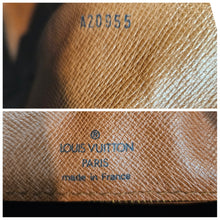 A20955
LOUIS VUITTON
PARIS
made in France